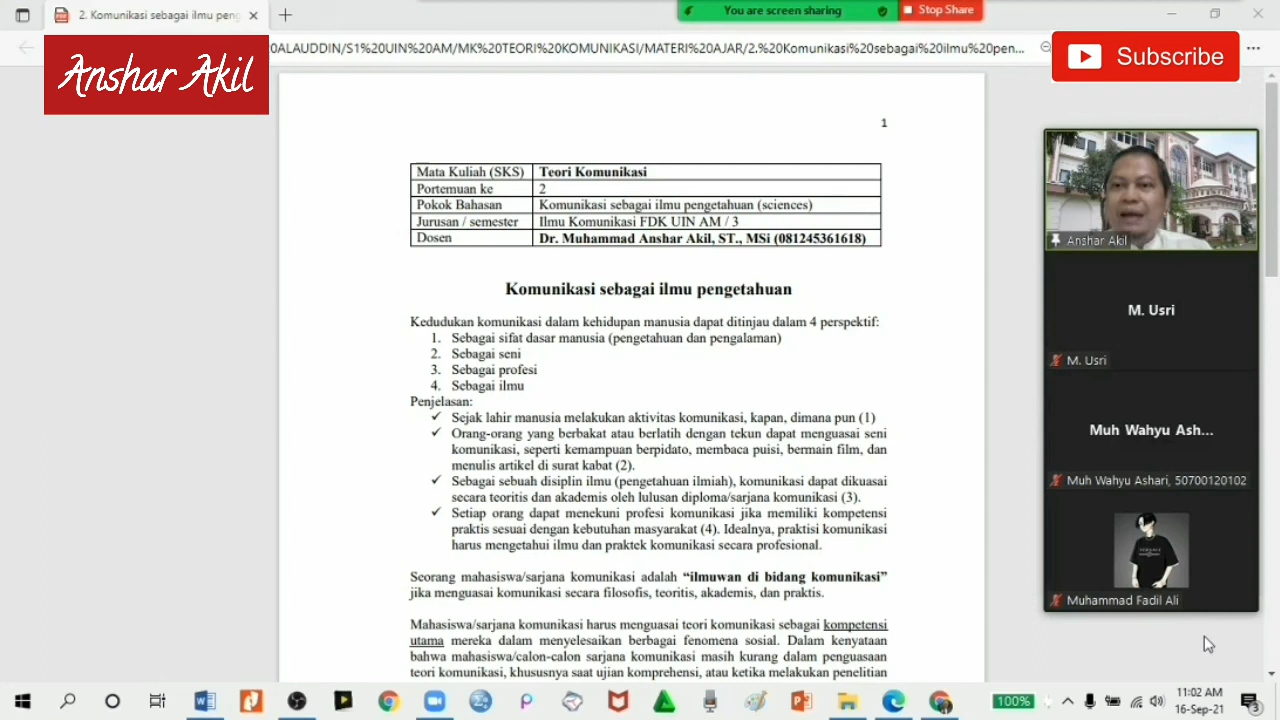 2. Komunikasi sebagai ilmu peng
You are screen sharing
Stop Share
ALAUDDIN/S1%20UIN%20AM/MK%20TEORI%20KOMUNIKASI/MATERI%20AJAR/2.%20Komunikasi%20sebagai%20ilmu%20pen...
Anshar Akil
Subscribe
1
Mata Kuliah (SKS) Teori Komunikasi
Portemuan ke 2
Pokok Bahasan Komunikasi sebagai ilmu pengetahuan (sciences)
Jurusan / semester Ilmu Komunikasi FDK UIN AM / 3
Dosen Dr. Muhammad Anshar Akil, ST., MSi (081245361618)
Komunikasi sebagai ilmu pengetahuan
Kedudukan komunikasi dalam kehidupan manusia dapat ditinjau dalam 4 perspektif:
1. Sebagai sifat dasar manusia (pengetahuan dan pengalaman)
2. Sebagai seni
3. Sebagai profesi
4. Sebagai ilmu
Penjelasan:
✓ Sejak lahir manusia melakukan aktivitas komunikasi, kapan, dimana pun (1)
✓ Orang-orang yang berbakat atau berlatih dengan tekun dapat menguasai seni
komunikasi, seperti kemampuan berpidato, membaca puisi, bermain film, dan
menulis artikel di surat kabat (2).
✓ Sebagai sebuah disiplin ilmu (pengetahuan ilmiah), komunikasi dapat dikuasai
secara teoritis dan akademis oleh lulusan diploma/sarjana komunikasi (3).
✓ Setiap orang dapat menekuni profesi komunikasi jika memiliki kompetensi
praktis sesuai dengan kebutuhan masyarakat (4). Idealnya, praktisi komunikasi
harus mengetahui ilmu dan praktek komunikasi secara profesional.
Seorang mahasiswa/sarjana komunikasi adalah “ilmuwan di bidang komunikasi”
jika menguasai komunikasi secara filosofis, teoritis, akademis, dan praktis.
Mahasiswa/sarjana komunikasi harus menguasai teori komunikasi sebagai kompetensi
utama mereka dalam menyelesaikan berbagai fenomena sosial. Dalam kenyataan
bahwa mahasiswa/calon-calon sarjana komunikasi masih kurang dalam penguasaan
teori komunikasi, khususnya saat ujian komprehensi, atau ketika melakukan penelitian
Anshar Akil
M. Usri
M. Usri
Muh Wahyu Ash...
Muh Wahyu Ashari, 50700120102
Muhammad Fadil Ali
100%
11:02 AM
16-Sep-21
3